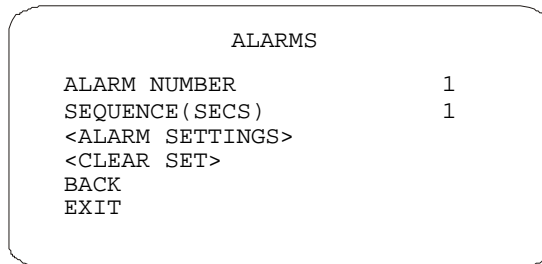 ALARMS
ALARM NUMBER 1
SEQUENCE(SECS) 1
<ALARM SETTINGS>
<CLEAR SET>
BACK
EXIT